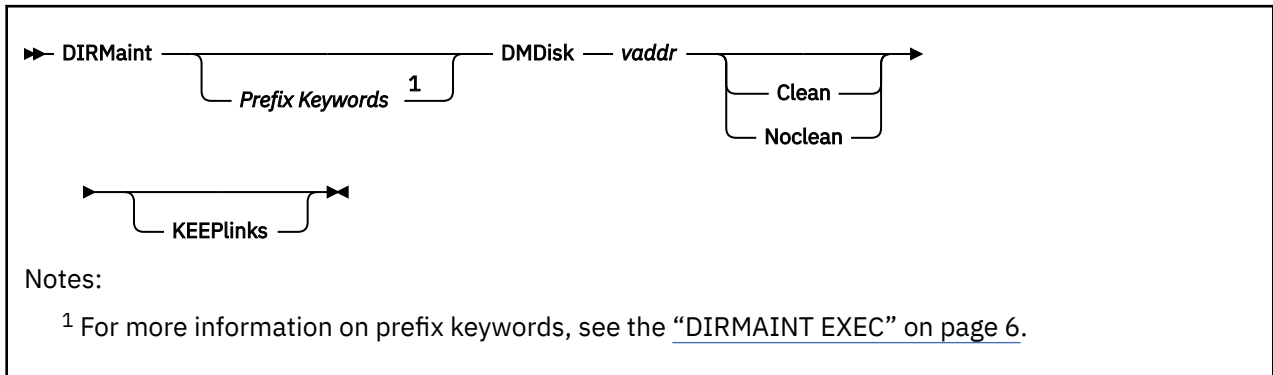 DIRMaint Prefix Keywords 1 DMDisk vaddr Clean Noclean
KEEPlinks
Notes:
1 For more information on prefix keywords, see the “DIRMAINT EXEC” on page 6.